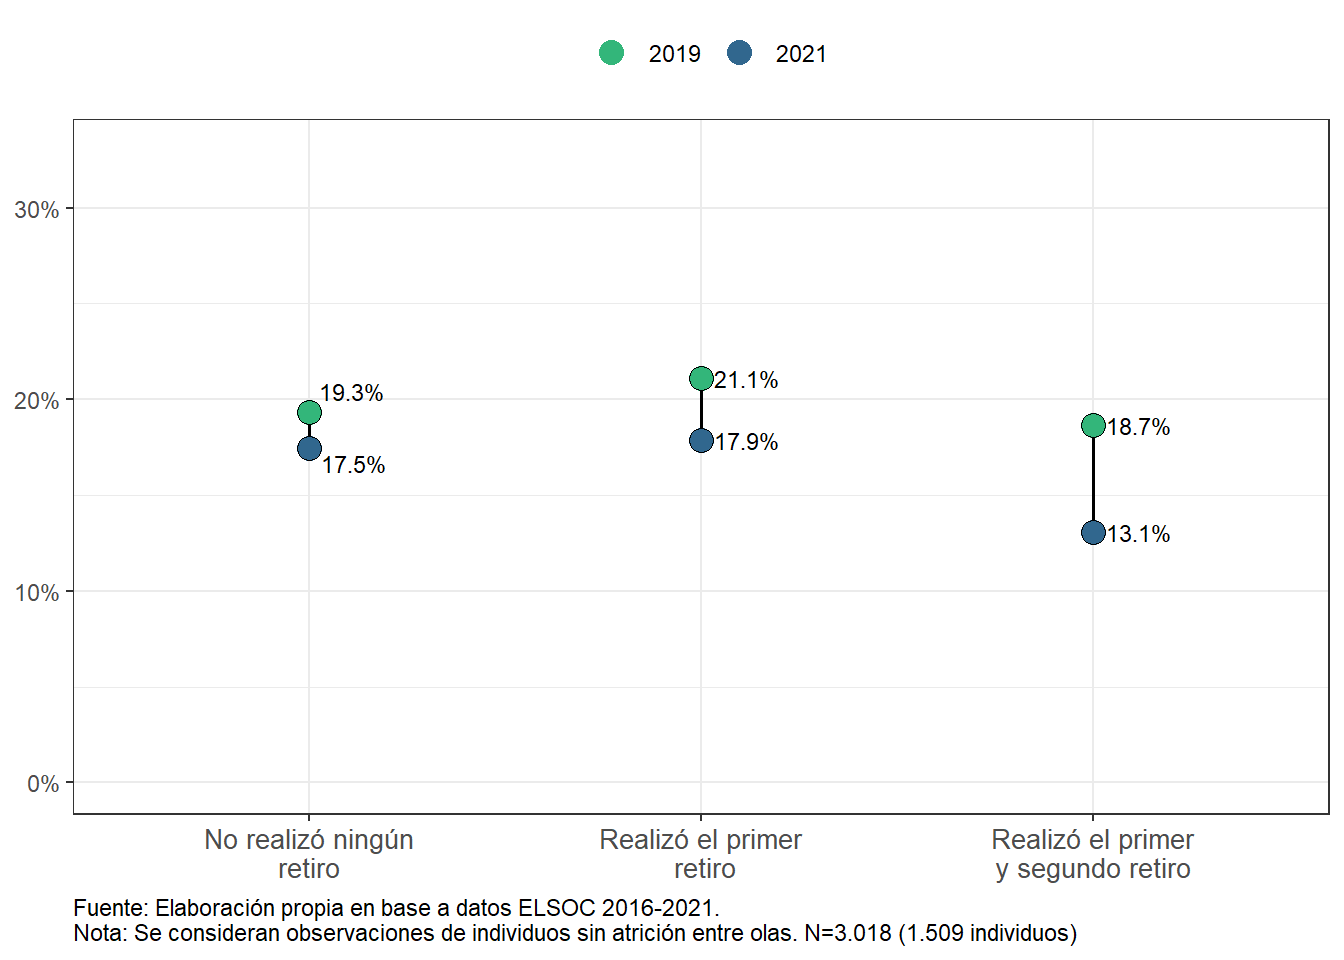 2019 2021
30%
20%
10%
0%
19.3%
17.5%
21.1%
17.9%
18.7%
13.1%
No realizó ningún
retiro
Realizó el primer
retiro
Realizó el primer
y segundo retiro
Fuente: Elaboración propia en base a datos ELSOC 2016-2021.
Nota: Se consideran observaciones de individuos sin atrición entre olas. N=3.018 (1.509 individuos)